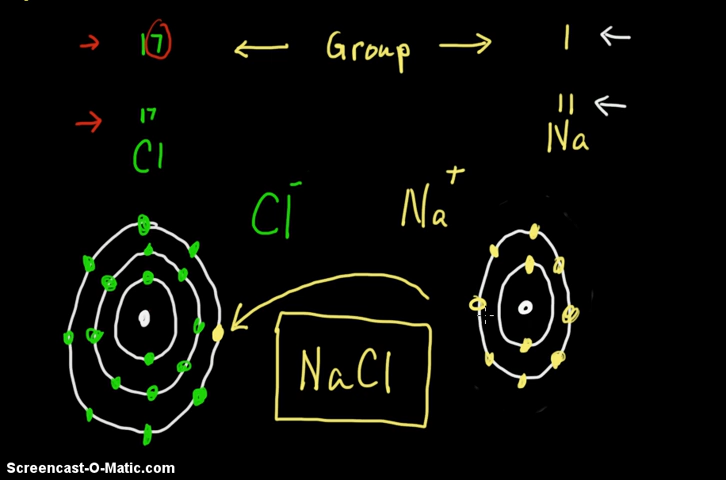 17 Group 1
17 11
Cl Na
Cl⁻ Na⁺
NaCl
Screencast-O-Matic.com